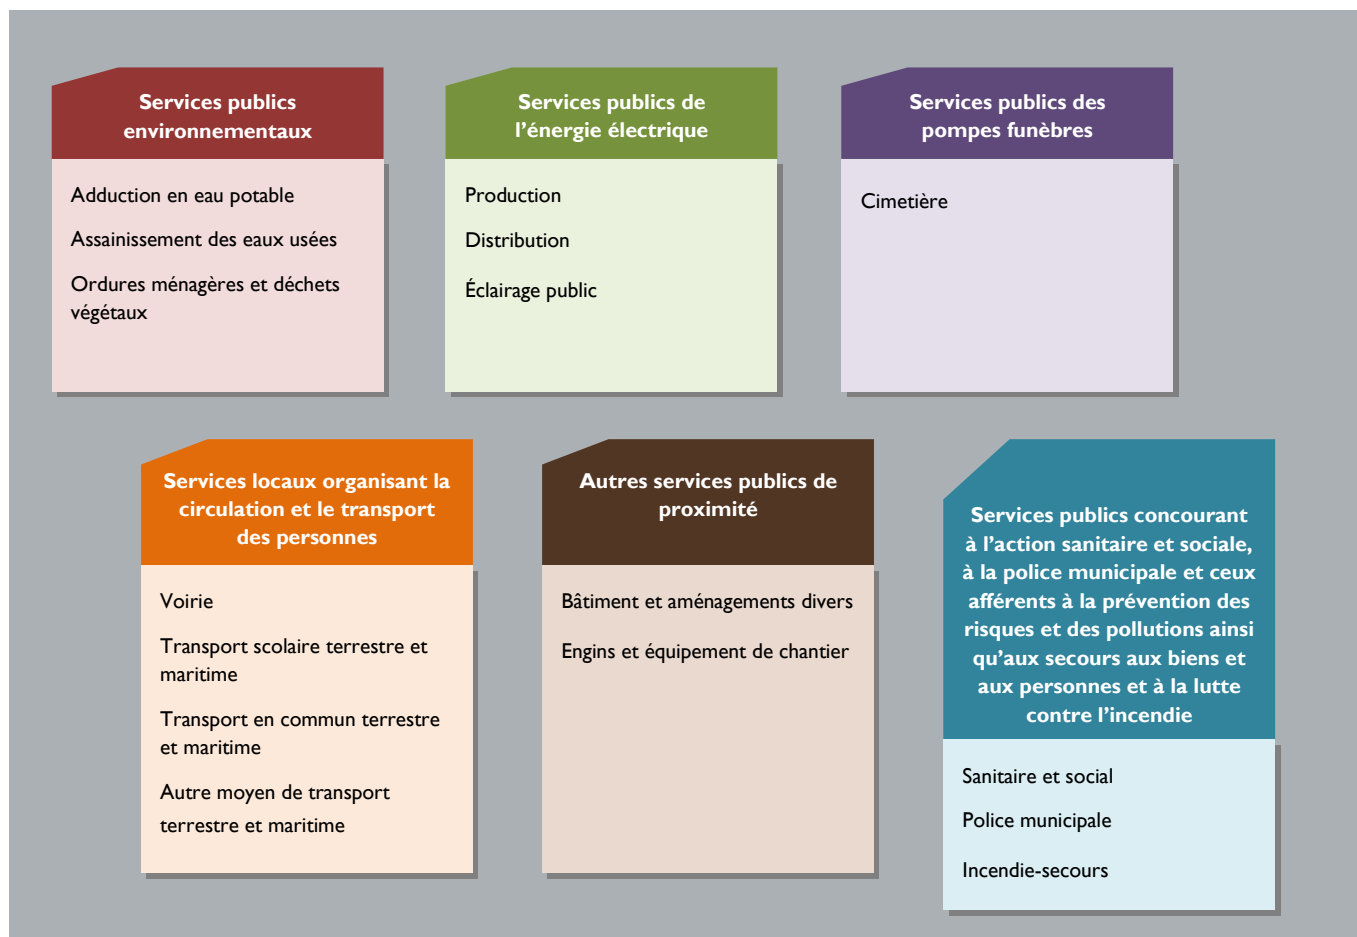 Services publics
environnementaux
Adduction en eau potable
Assainissement des eaux usées
Ordures ménagères et déchets
végétaux
Services publics de
l’énergie électrique
Production
Distribution
Éclairage public
Services publics des
pompes funèbres
Cimetière
Services locaux organisant la
circulation et le transport
des personnes
Voirie
Transport scolaire terrestre et
maritime
Transport en commun terrestre
et maritime
Autre moyen de transport
terrestre et maritime
Autres services publics de
proximité
Bâtiment et aménagements divers
Engins et équipement de chantier
Services publics concourant
à l’action sanitaire et sociale,
à la police municipale et ceux
afférents à la prévention des
risques et des pollutions ainsi
qu’aux secours aux biens et
aux personnes et à la lutte
contre l’incendie
Sanitaire et social
Police municipale
Incendie-secours